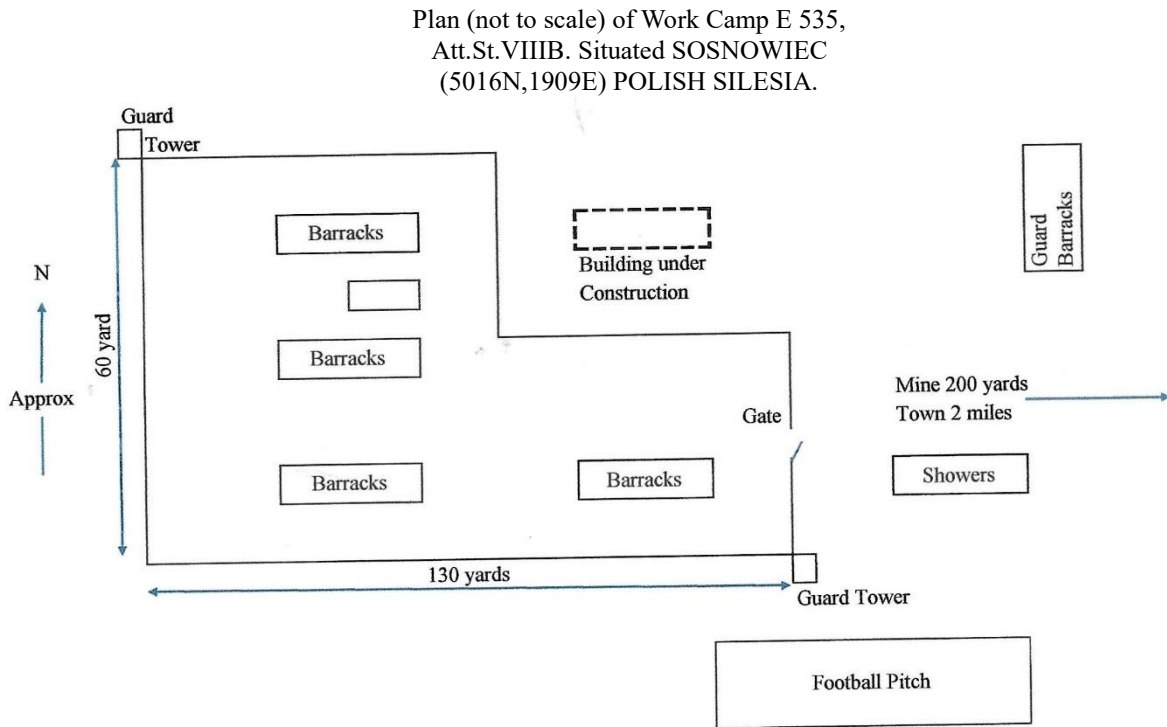 Plan (not to scale) of Work Camp E 535,
Att.St.VIIIB. Situated SOSNOWIEC
(5016N,1909E) POLISH SILESIA.
Guard
Tower
Barracks
Guard
Barracks
Building under
Construction
N
60 yard
Barracks
Approx
Mine 200 yards
Town 2 miles
Gate
Barracks
Barracks
Showers
130 yards
Guard Tower
Football Pitch